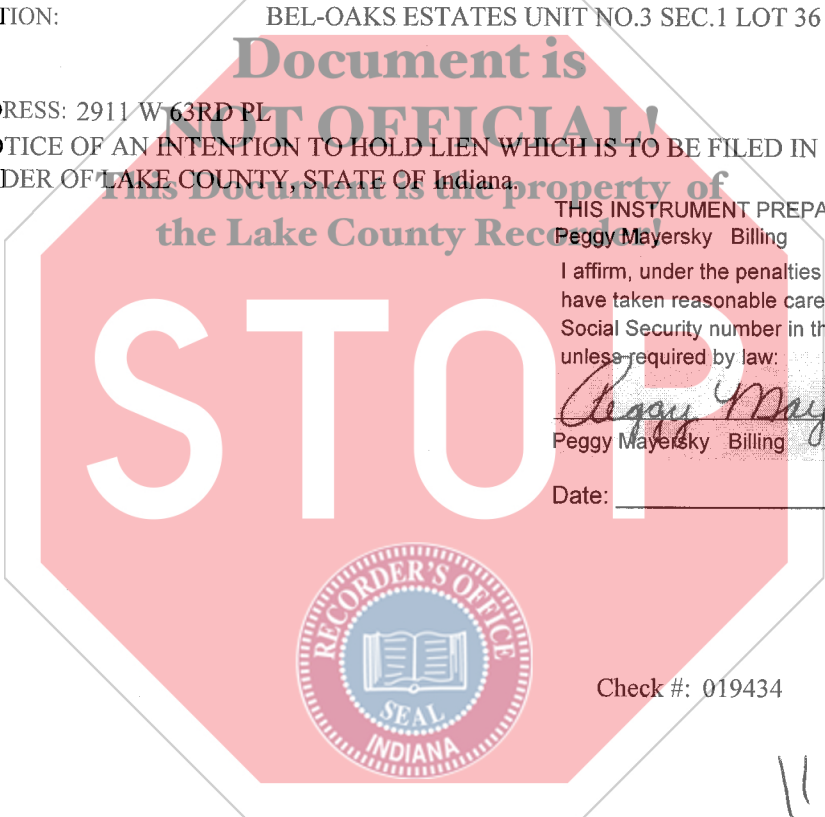 TION: BEL-OAKS ESTATES UNIT NO.3 SEC.1 LOT 36
Document is
RESS: 2911 W 63RD PL
NOT OFFICIAL!
TICE OF AN INTENTION TO HOLD LIEN WHICH IS TO BE FILED IN
DER OF LAKE COUNTY, STATE OF Indiana.
This Document is the property of
the Lake County Recorder!
THIS INSTRUMENT PREPA
Peggy Mayersky Billing
I affirm, under the penalties
have taken reasonable care
Social Security number in th
unless required by law:
Peggy May
Peggy Mayersky Billing
Date:
STOP
RECORDER'S OFFICE
SEAL
INDIANA
Check #: 019434